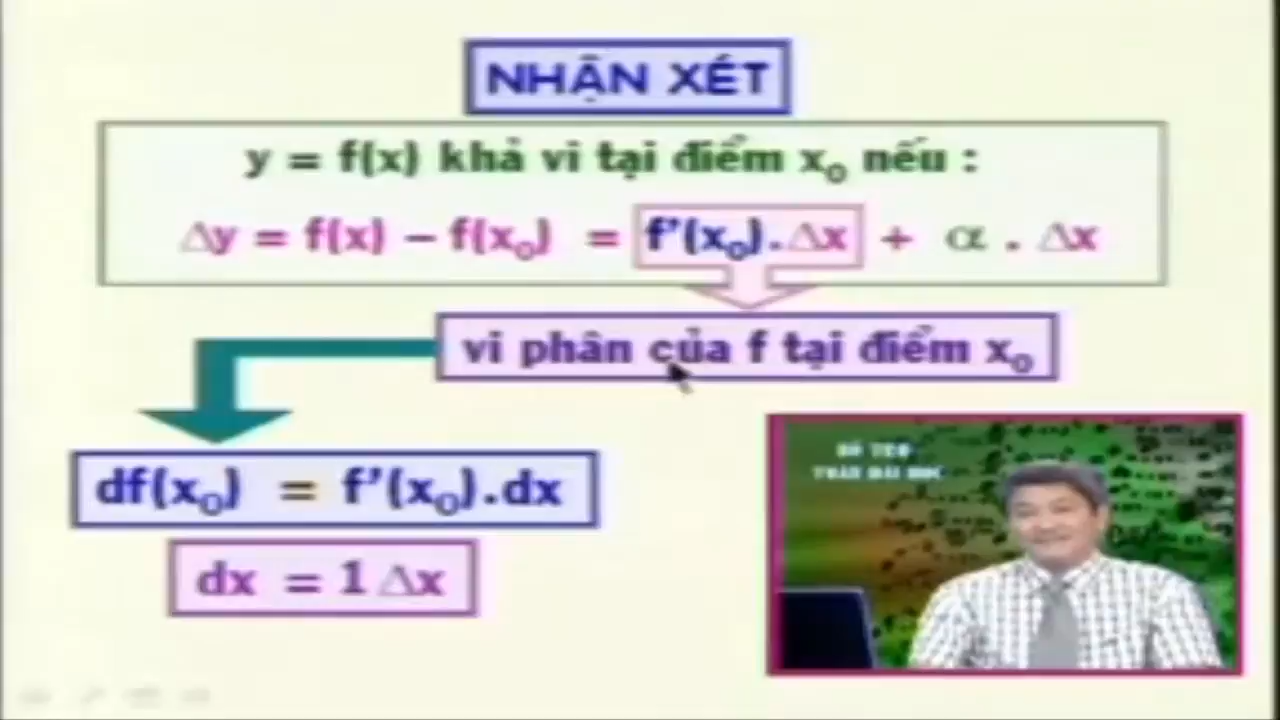 NHẬN XÉT
y = f(x) khả vi tại điểm x₀ nếu :
Δy = f(x) – f(x₀) = f’(x₀).Δx + α . Δx
vi phân của f tại điểm x₀
df(x₀) = f’(x₀).dx
dx = 1 Δx